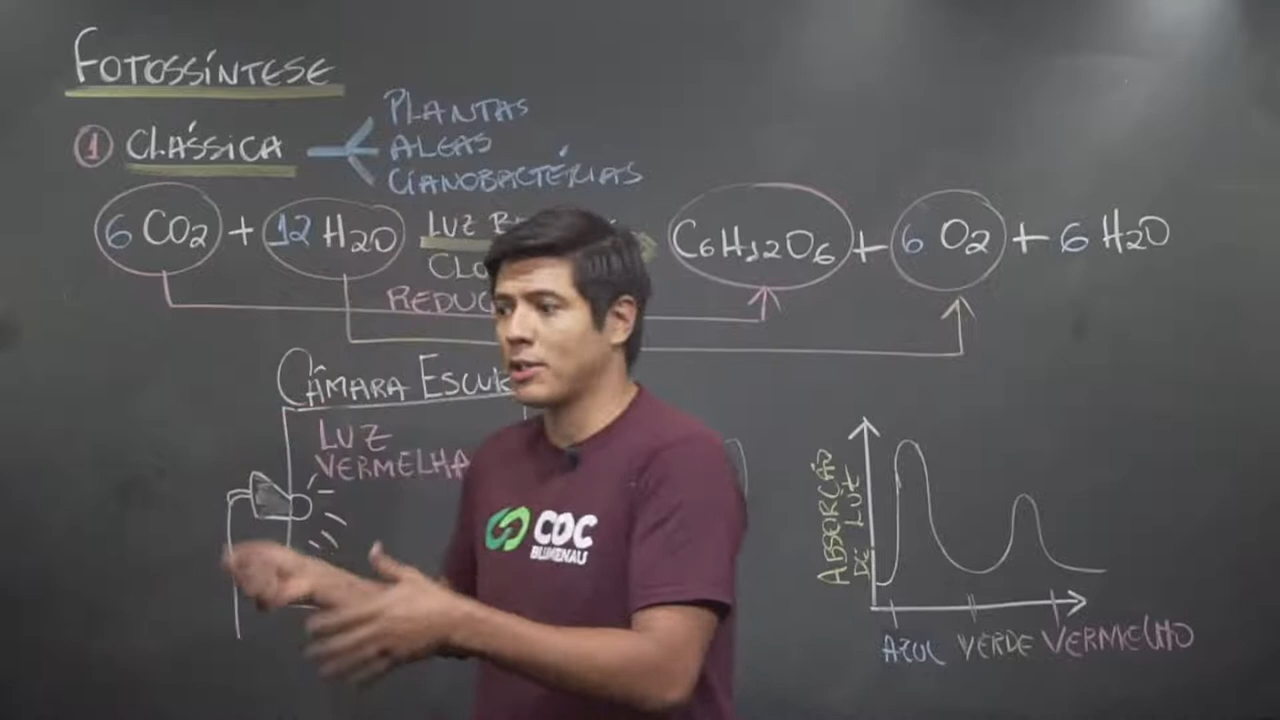 FOTOSSÍNTESE
1 CLÁSSICA
PLANTAS
ALGAS
CIANOBACTÉRIAS
6 CO2 + 12 H2O LUZ C6H12O6 + 6 O2 + 6 H2O
CÂMARA
LUZ
VERMELHA
COC
BLUMENAU
ABSORÇÃO
DE LUZ
AZUL VERDE VERMELHO